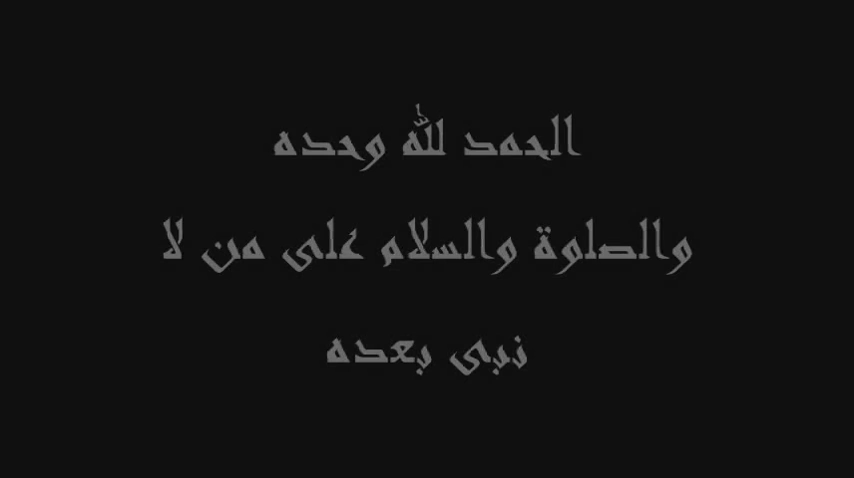 الحمد لله وحده
والصلوة والسلام على من لا
نبى بعده